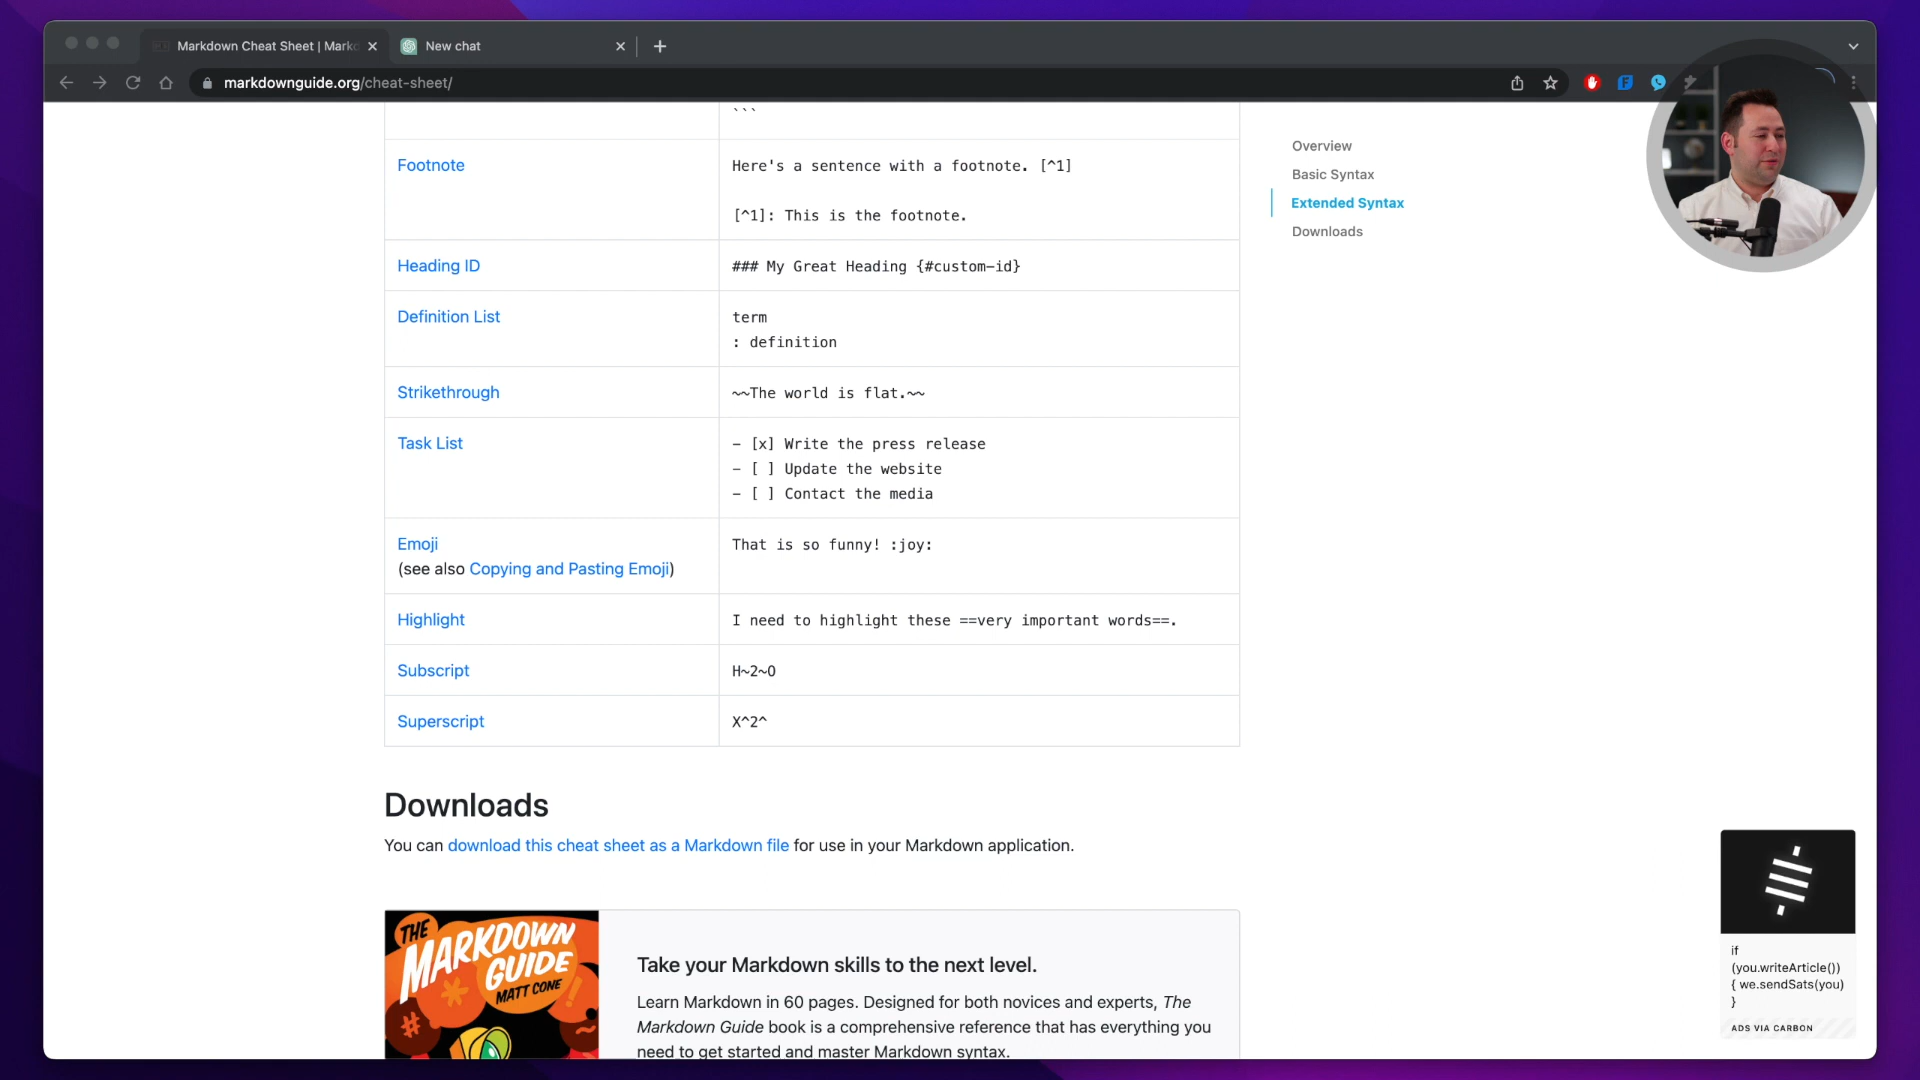 Markdown Cheat Sheet | Markd
New chat
markdownguide.org/cheat-sheet/
```
Footnote
Here's a sentence with a footnote. [^1]
[^1]: This is the footnote.
Heading ID
### My Great Heading {#custom-id}
Definition List
term
: definition
Strikethrough
~~The world is flat.~~
Task List
- [x] Write the press release
- [ ] Update the website
- [ ] Contact the media
Emoji
(see also Copying and Pasting Emoji)
That is so funny! :joy:
Highlight
I need to highlight these ==very important words==.
Subscript
H~2~O
Superscript
X^2^
Overview
Basic Syntax
Extended Syntax
Downloads
Downloads
You can download this cheat sheet as a Markdown file for use in your Markdown application.
THE
MARKDOWN
GUIDE
MATT CONE
Take your Markdown skills to the next level.
Learn Markdown in 60 pages. Designed for both novices and experts, The
Markdown Guide book is a comprehensive reference that has everything you
need to get started and master Markdown syntax.
if
(you.writeArticle())
{ we.sendSats(you)
}
ADS VIA CARBON